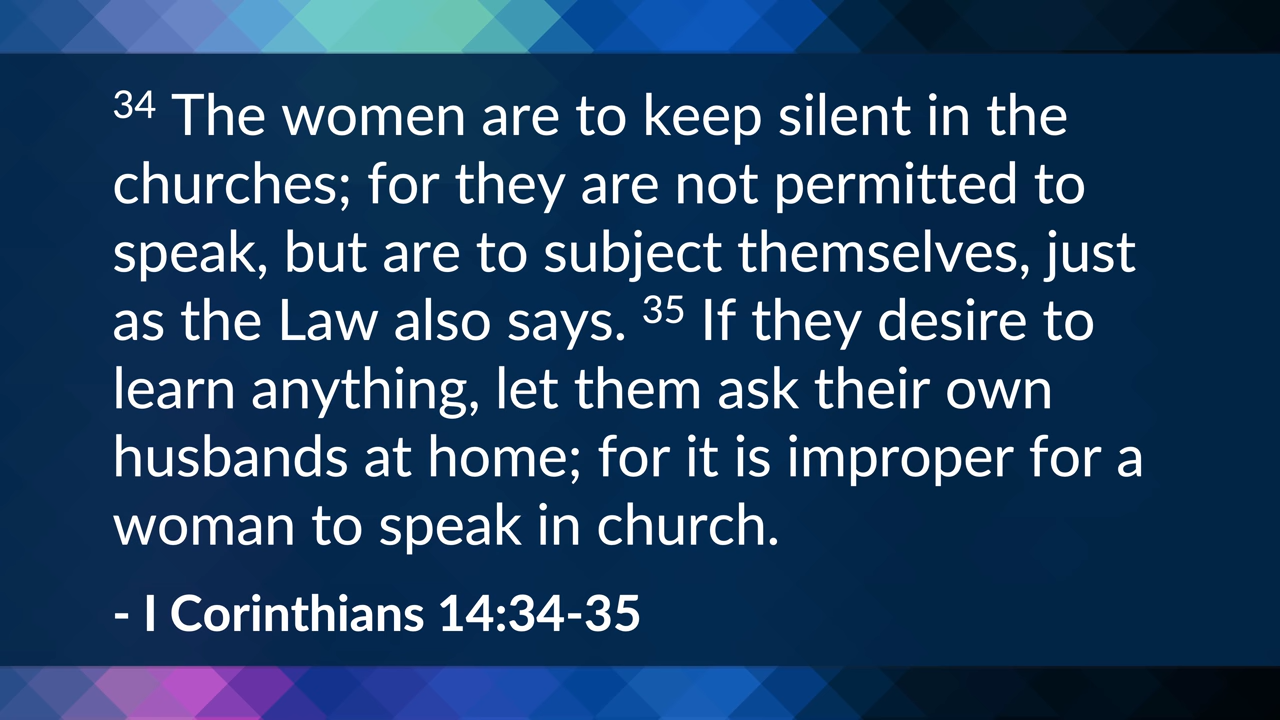 34 The women are to keep silent in the
churches; for they are not permitted to
speak, but are to subject themselves, just
as the Law also says. 35 If they desire to
learn anything, let them ask their own
husbands at home; for it is improper for a
woman to speak in church.
- I Corinthians 14:34-35